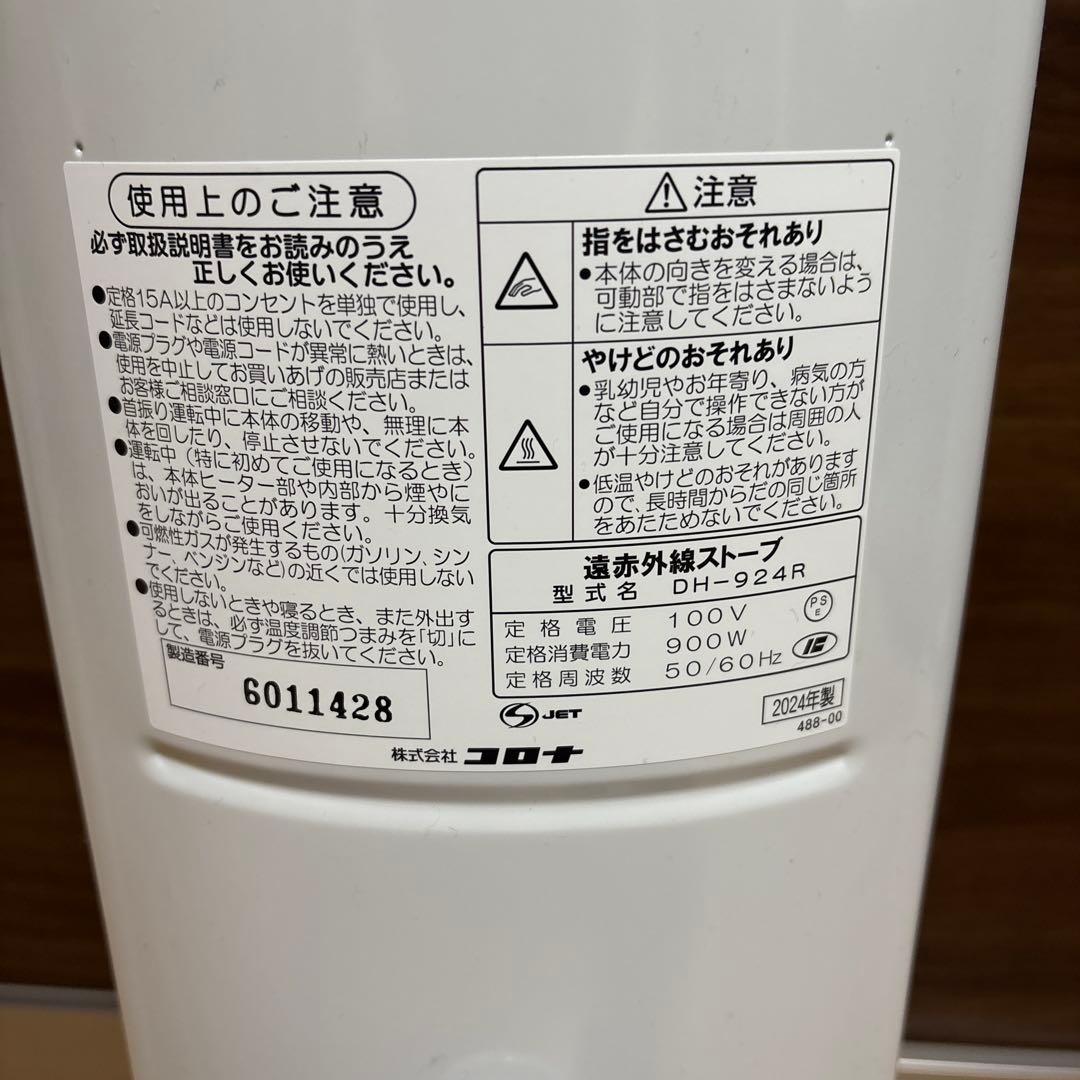 使用上のご注意
必ず取扱説明書をお読みのうえ
正しくお使いください。
●定格15A以上のコンセントを単独で使用し、
延長コードなどは使用しないでください。
●電源プラグや電源コードが異常に熱いときは、
使用を中止してお買いあげの販売店または
お客様ご相談窓口にご相談ください。
●首振り運転中に本体の移動や、無理に本
体を回したり、停止させないでください。
●運転中（特に初めてご使用になるとき）
は、本体ヒーター部や内部から煙やに
おいが出ることがあります。十分換気
をしながらご使用ください。
●可燃性ガスが発生するもの(ガソリン、シン
ナー、ベンジンなど)の近くでは使用しない
でください。
●使用しないときや寝るとき、また外出す
るときは、必ず温度調節つまみを「切」に
して、電源プラグを抜いてください。
製造番号
6011428
⚠注意
指をはさむおそれあり
●本体の向きを変える場合は、
可動部で指をはさまないよう
に注意してください。
やけどのおそれあり
●乳幼児やお年寄り、病気の方
など自分で操作できない方が
ご使用になる場合は周囲の人
が十分注意してください。
●低温やけどのおそれがあります
ので、長時間からだの同じ箇所
をあたためないでください。
遠赤外線ストーブ
型式名 DH-924R
定格電圧 100V
定格消費電力 900W
定格周波数 50/60Hz
PS
E
S JET
2024年製
488-00
株式会社 コロナ